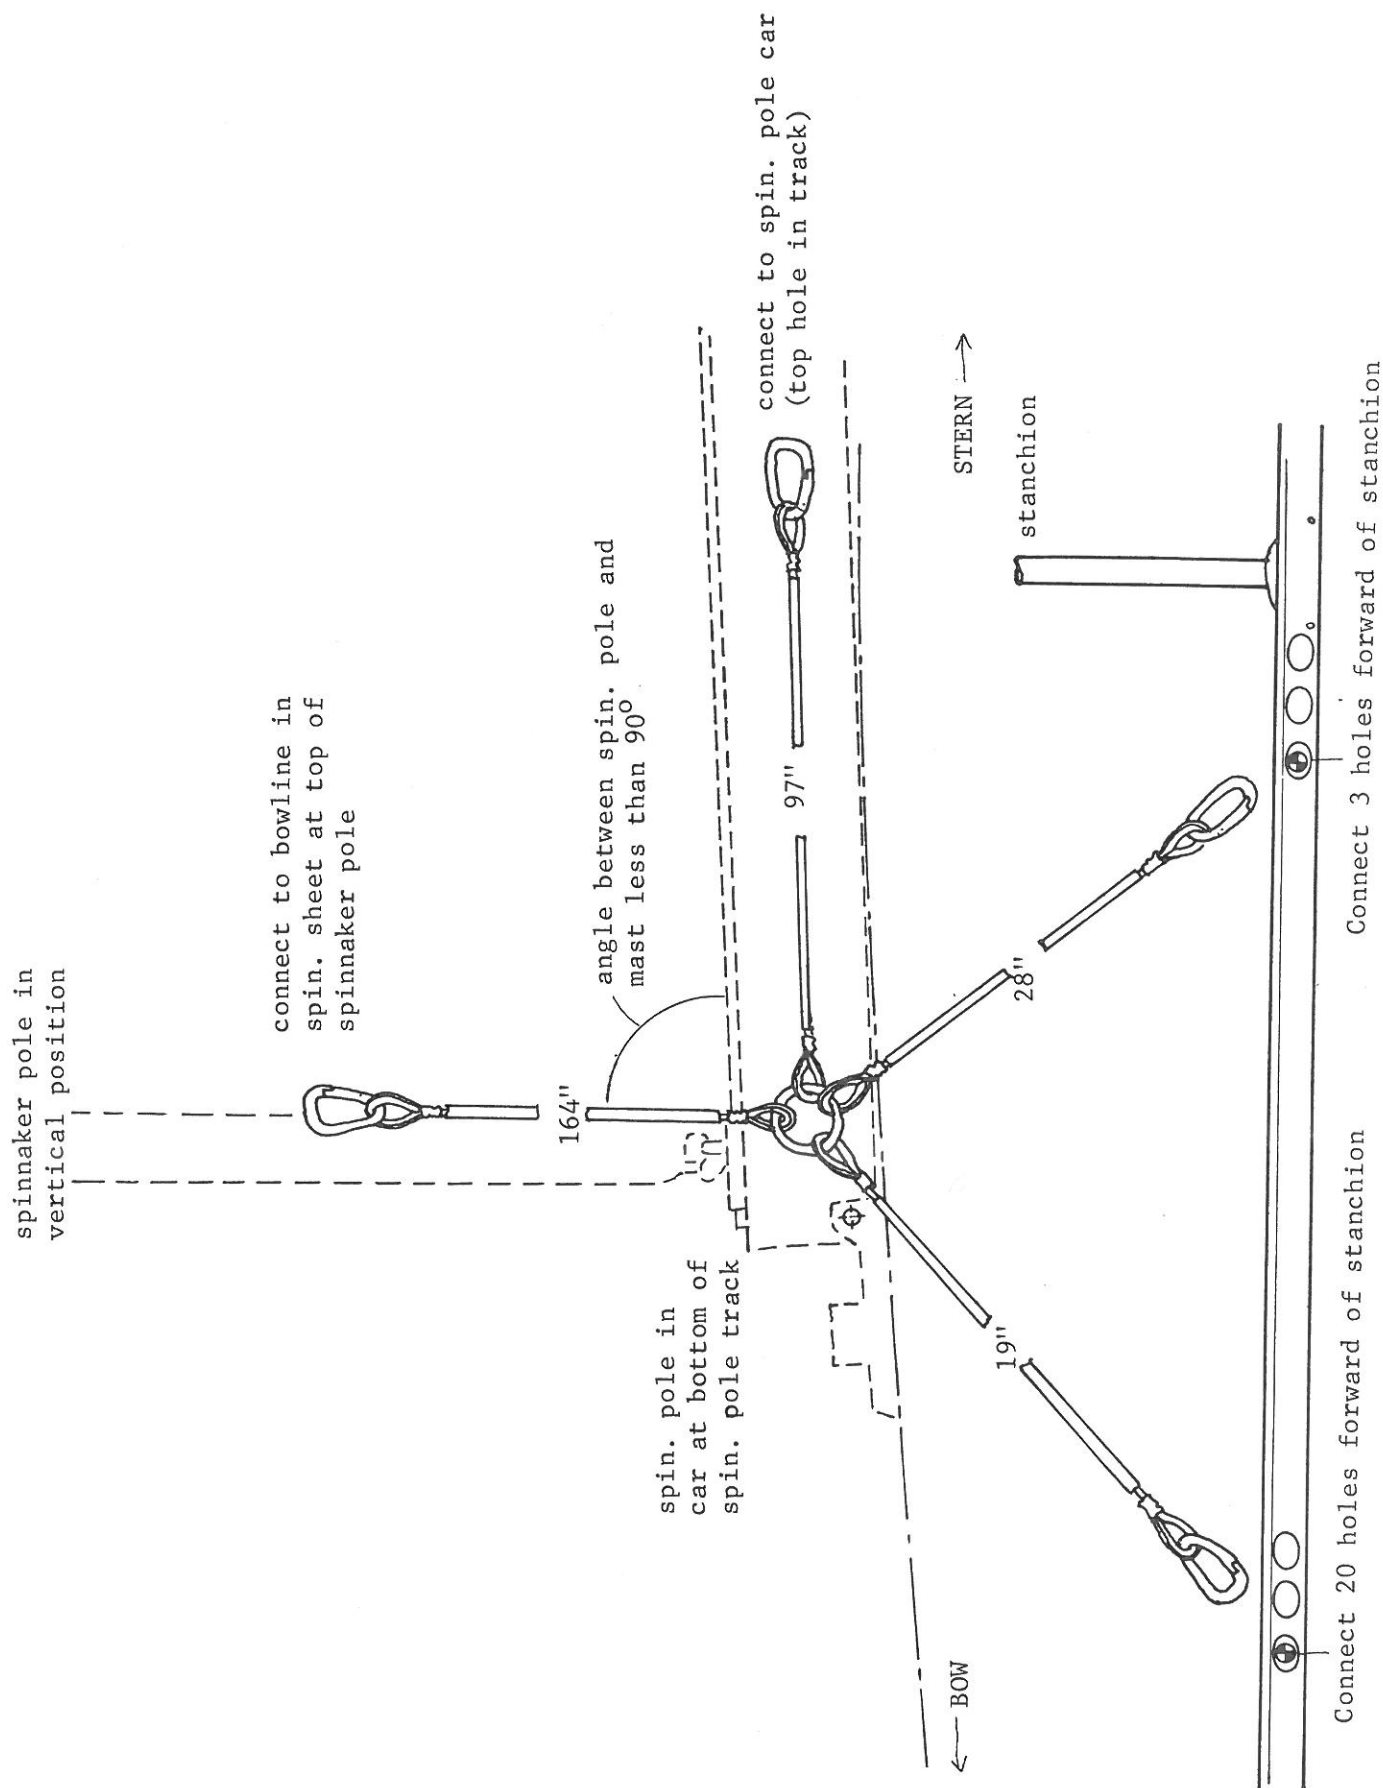 spinnaker pole in
vertical position
connect to bowline in
spin. sheet at top of
spinnaker pole
164"
angle between spin. pole and
mast less than 90°
spin. pole in
car at bottom of
spin. pole track
97"
connect to spin. pole car
(top hole in track)
← BOW
STERN →
19"
28"
stanchion
Connect 20 holes forward of stanchion
Connect 3 holes forward of stanchion